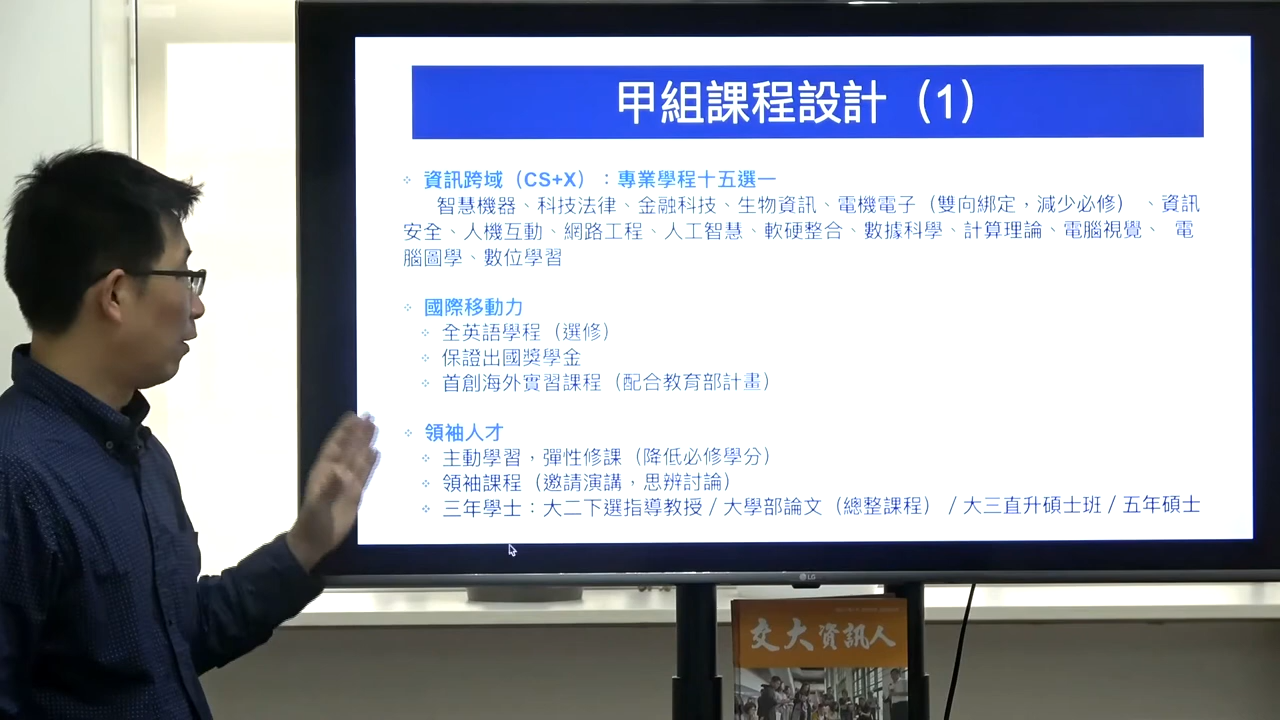 甲組課程設計（1）
資訊跨域（CS+X）：專業學程十五選一
智慧機器、科技法律、金融科技、生物資訊、電機電子（雙向綁定，減少必修）、資訊
安全、人機互動、網路工程、人工智慧、軟硬整合、數據科學、計算理論、電腦視覺、 電
腦圖學、數位學習
國際移動力
全英語學程（選修）
保證出國獎學金
首創海外實習課程（配合教育部計畫）
領袖人才
主動學習，彈性修課（降低必修學分）
領袖課程（邀請演講，思辨討論）
三年學士：大二下選指導教授 / 大學部論文（總整課程） / 大三直升碩士班 / 五年碩士
LG
交大資訊人